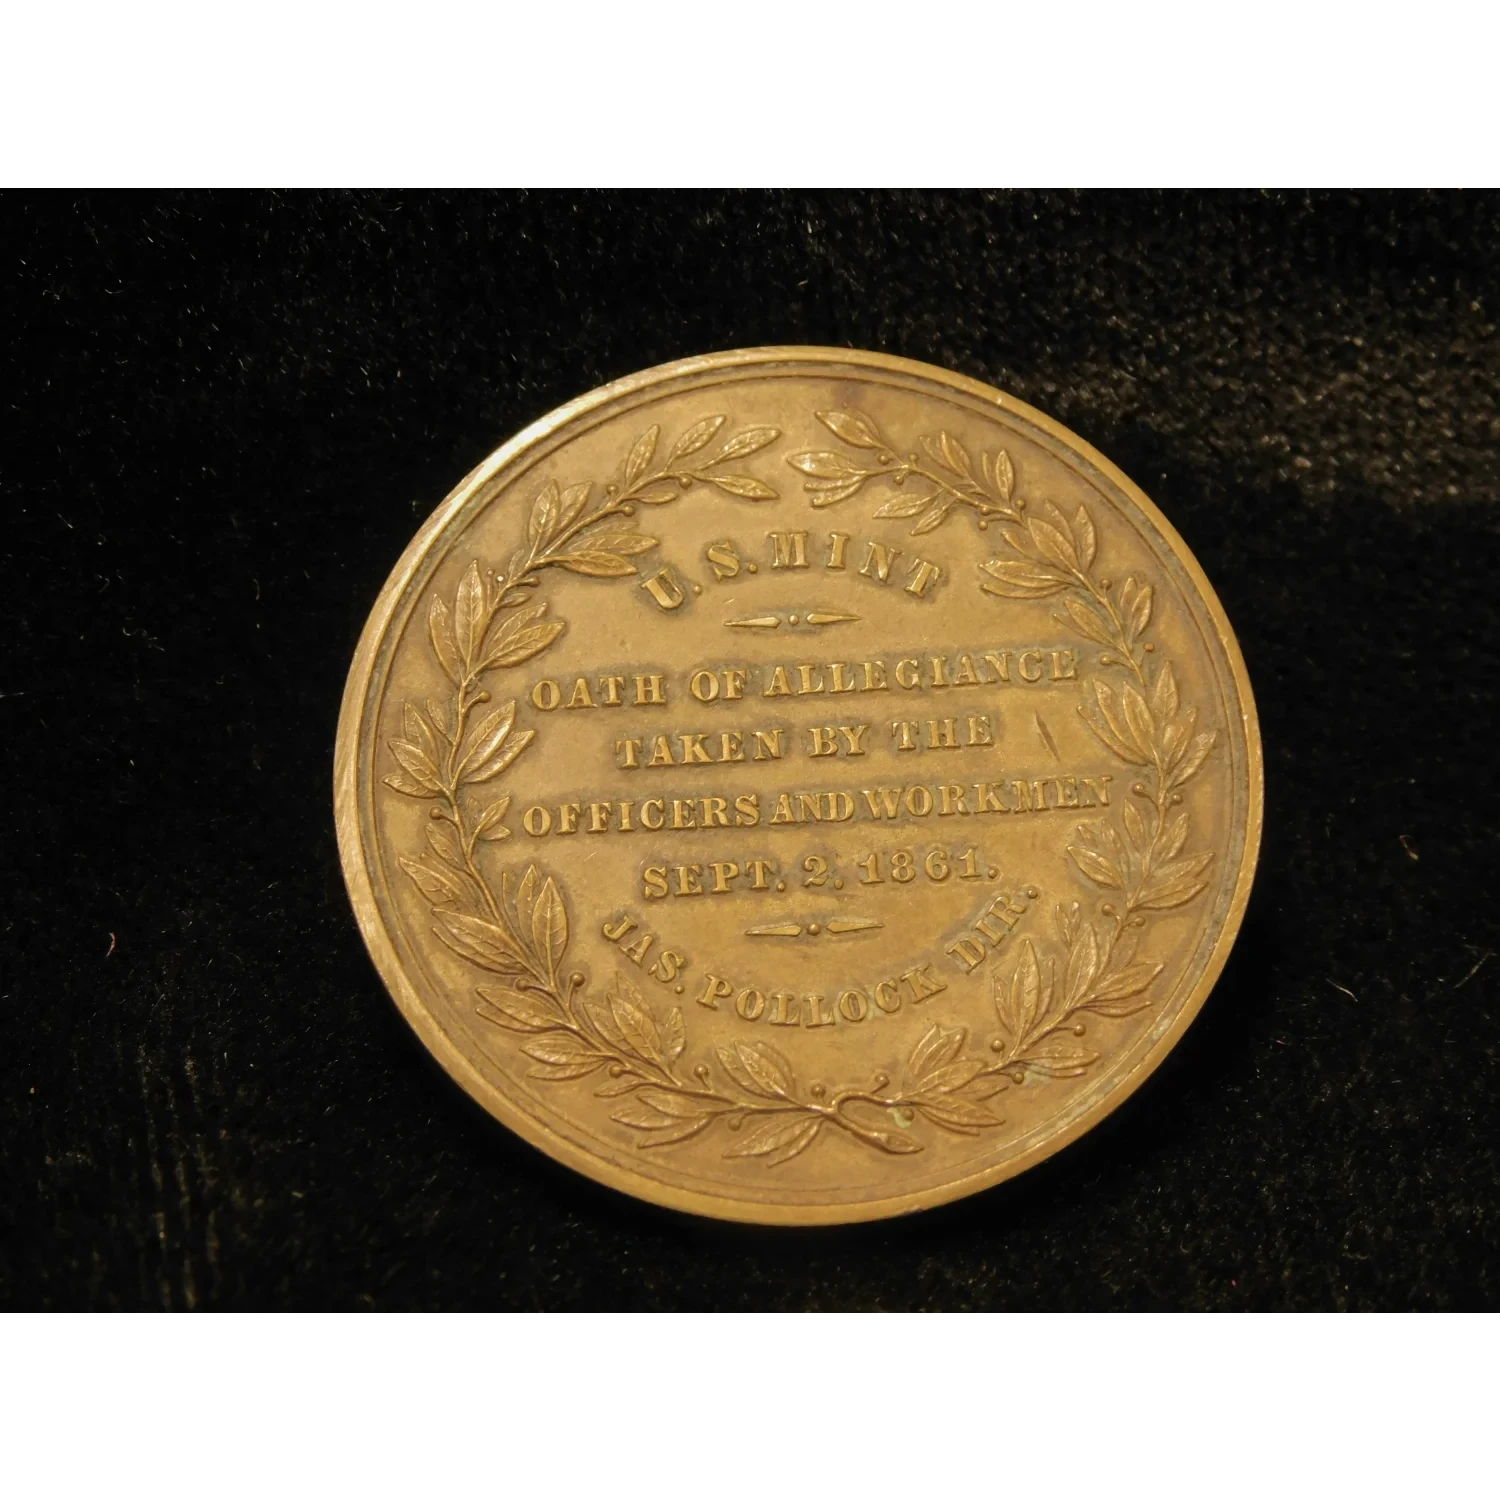 U. S. MINT
OATH OF ALLEGIANCE
TAKEN BY THE
OFFICERS AND WORKMEN
SEPT. 2. 1861.
JAS. POLLOCK DIR.